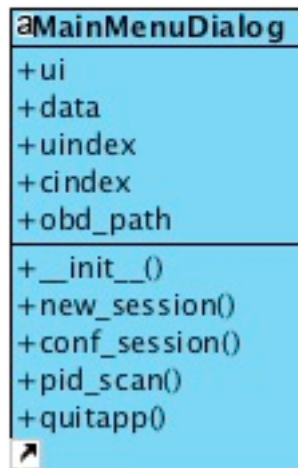 aMainMenuDialog
+ui
+data
+uindex
+cindex
+obd_path
+__init__()
+new_session()
+conf_session()
+pid_scan()
+quitapp()